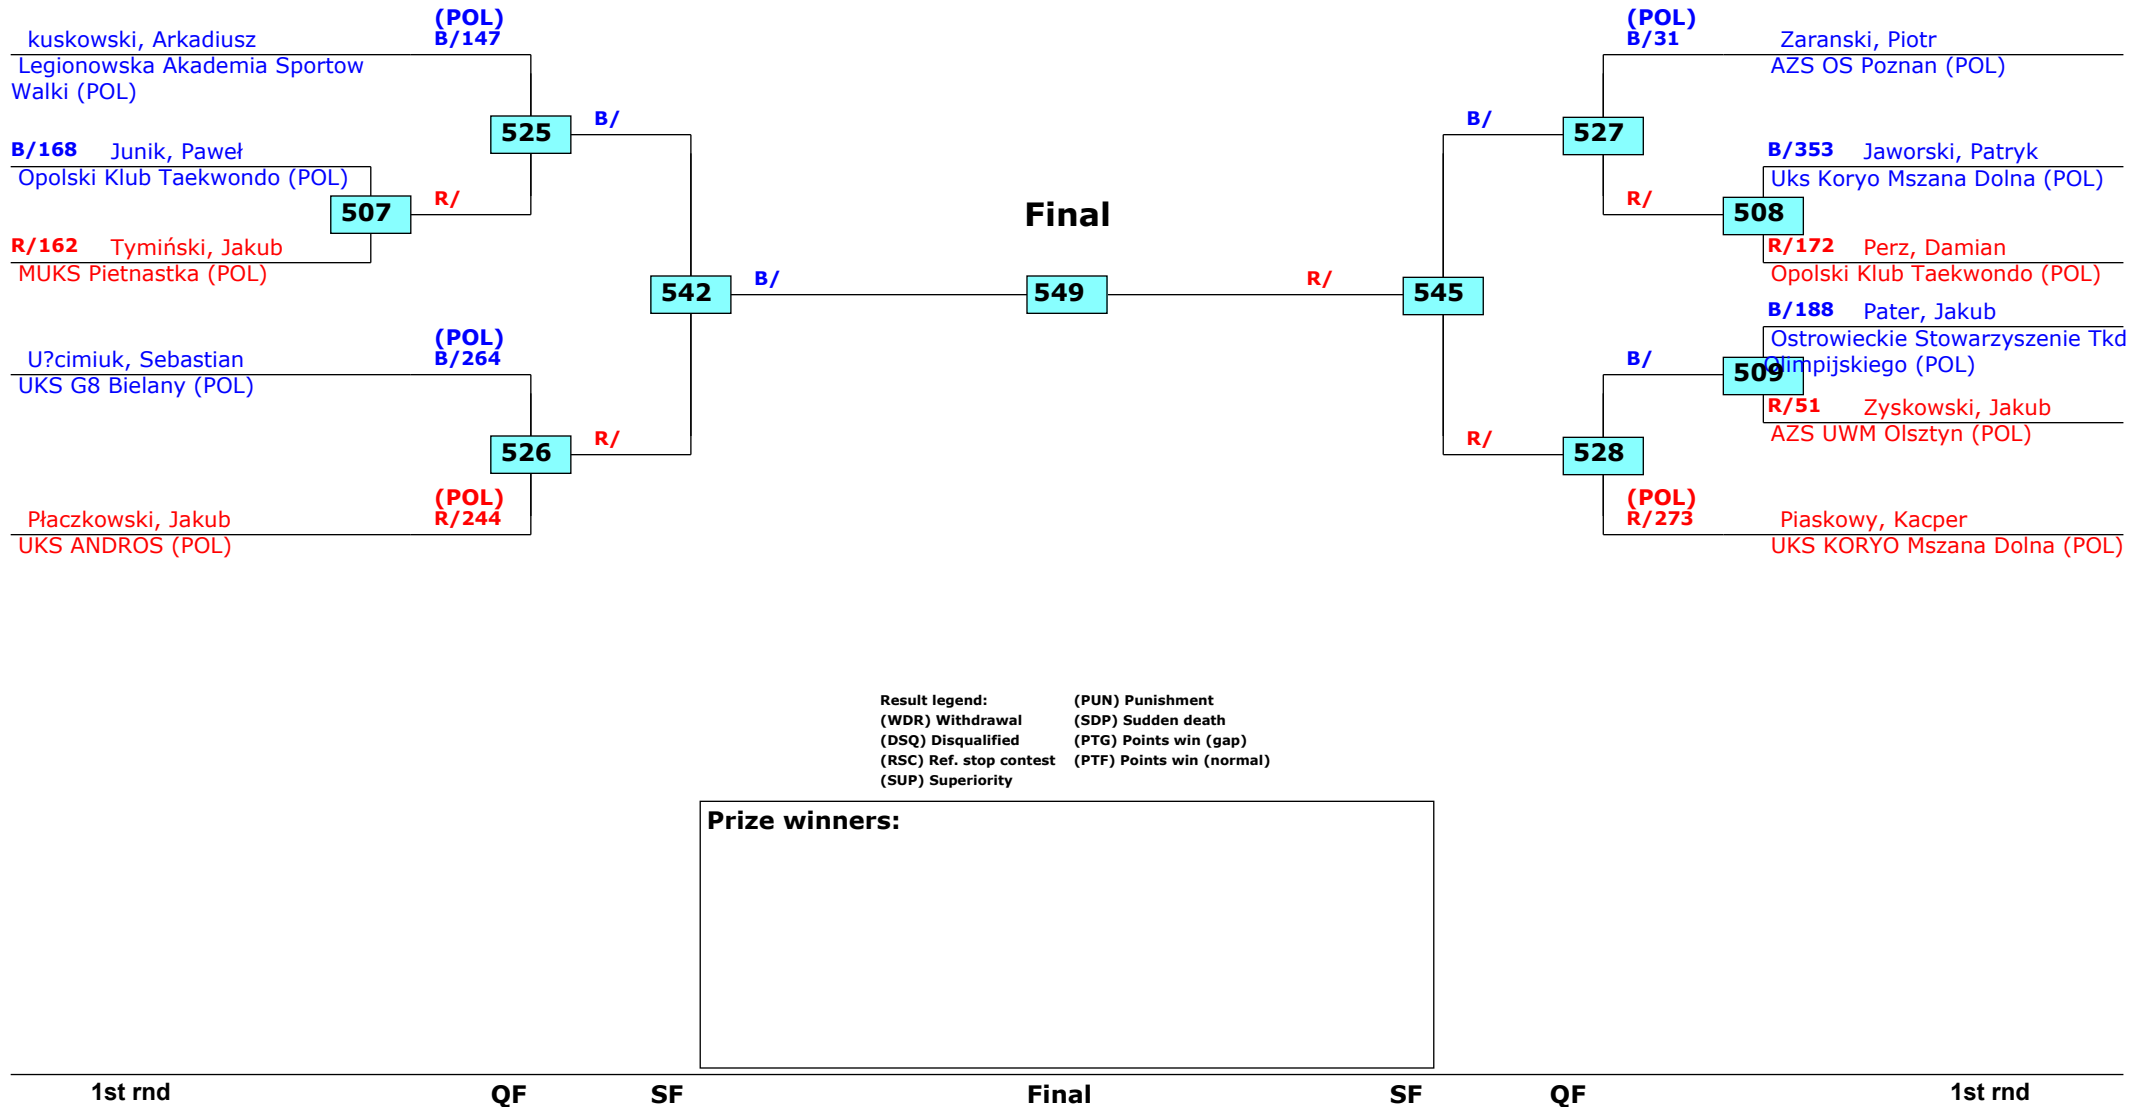 (POL)
kuskowski, Arkadiusz B/147
Legionowska Akademia Sportow
Walki (POL)
525 B/
B/168 Junik, Paweł
Opolski Klub Taekwondo (POL)
507 R/
R/162 Tymiński, Jakub
MUKS Pietnastka (POL)
542 B/
(POL)
U?cimiuk, Sebastian B/264
UKS G8 Bielany (POL)
526 R/
(POL)
Płaczkowski, Jakub R/244
UKS ANDROS (POL)
Final
549
(POL)
B/31 Zaranski, Piotr
AZS OS Poznan (POL)
B/ 527
B/353 Jaworski, Patryk
Uks Koryo Mszana Dolna (POL)
R/ 508
R/172 Perz, Damian
Opolski Klub Taekwondo (POL)
R/ 545
B/188 Pater, Jakub
Ostrowieckie Stowarzyszenie Tkd
Olimpijskiego (POL)
B/ 509
R/51 Zyskowski, Jakub
AZS UWM Olsztyn (POL)
R/ 528
(POL)
R/273 Piaskowy, Kacper
UKS KORYO Mszana Dolna (POL)
Result legend: (PUN) Punishment
(WDR) Withdrawal (SDP) Sudden death
(DSQ) Disqualified (PTG) Points win (gap)
(RSC) Ref. stop contest (PTF) Points win (normal)
(SUP) Superiority
Prize winners:
1st rnd QF SF Final SF QF 1st rnd